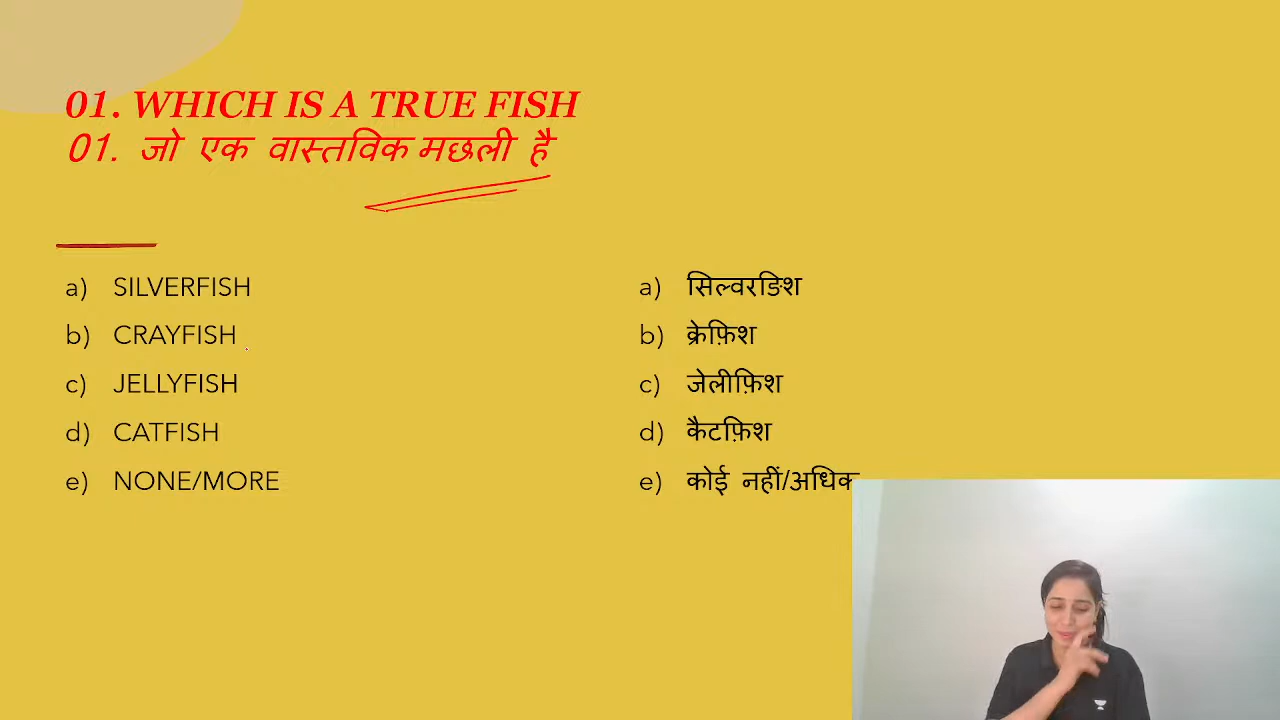 01. WHICH IS A TRUE FISH
01. जो एक वास्तविक मछली है
a) SILVERFISH
b) CRAYFISH
c) JELLYFISH
d) CATFISH
e) NONE/MORE
a) सिल्वरङिश
b) क्रेफ़िश
c) जेलीफ़िश
d) कैटफ़िश
e) कोई नहीं/अधिक